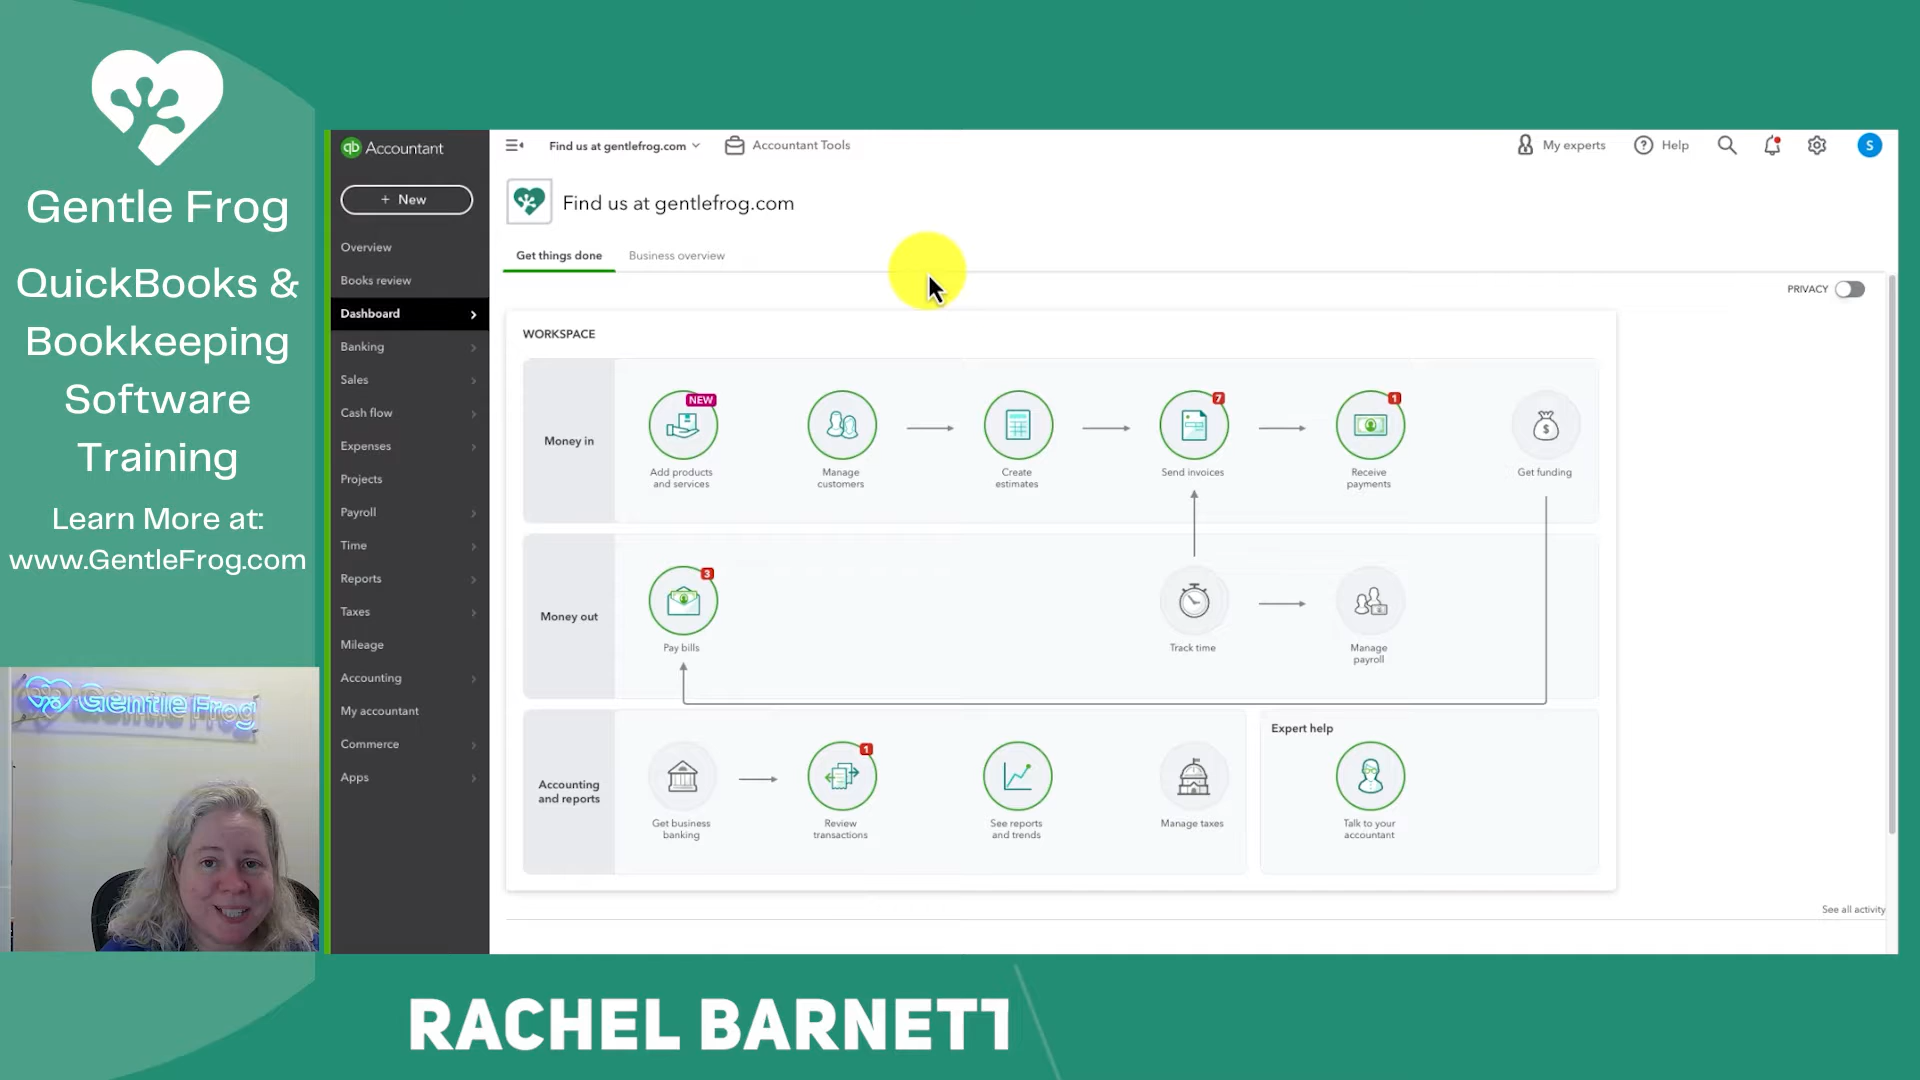 Gentle Frog
QuickBooks &
Bookkeeping
Software
Training
Learn More at:
www.GentleFrog.com
Gentle Frog
qb Accountant
+ New
Overview
Books review
Dashboard
Banking
Sales
Cash flow
Expenses
Projects
Payroll
Time
Reports
Taxes
Mileage
Accounting
My accountant
Commerce
Apps
Find us at gentlefrog.com
Accountant Tools
My experts
? Help
S
Find us at gentlefrog.com
Get things done
Business overview
PRIVACY
WORKSPACE
Money in
NEW
Add products
and services
Manage
customers
Create
estimates
7
Send invoices
1
Receive
payments
$
Get funding
Money out
3
Pay bills
Track time
Manage
payroll
Accounting
and reports
Get business
banking
1
Review
transactions
See reports
and trends
Manage taxes
Expert help
Talk to your
accountant
See all activity
RACHEL BARNETT